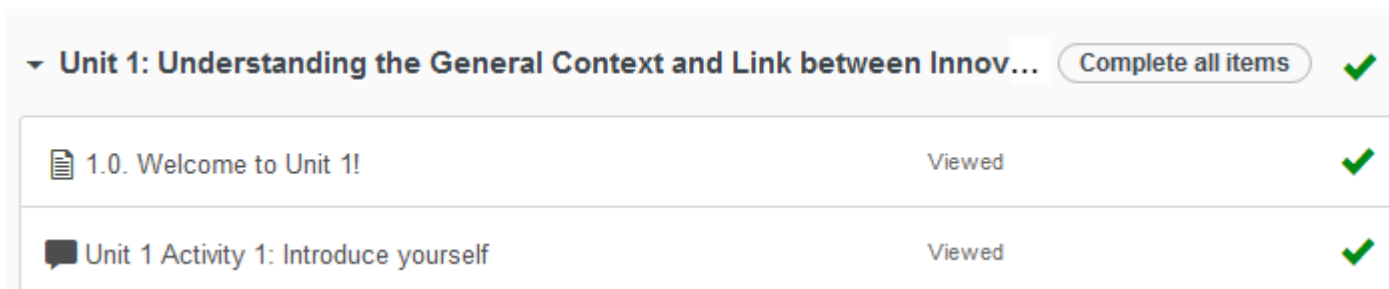 Unit 1: Understanding the General Context and Link between Innov... Complete all items
1.0. Welcome to Unit 1! Viewed
Unit 1 Activity 1: Introduce yourself Viewed